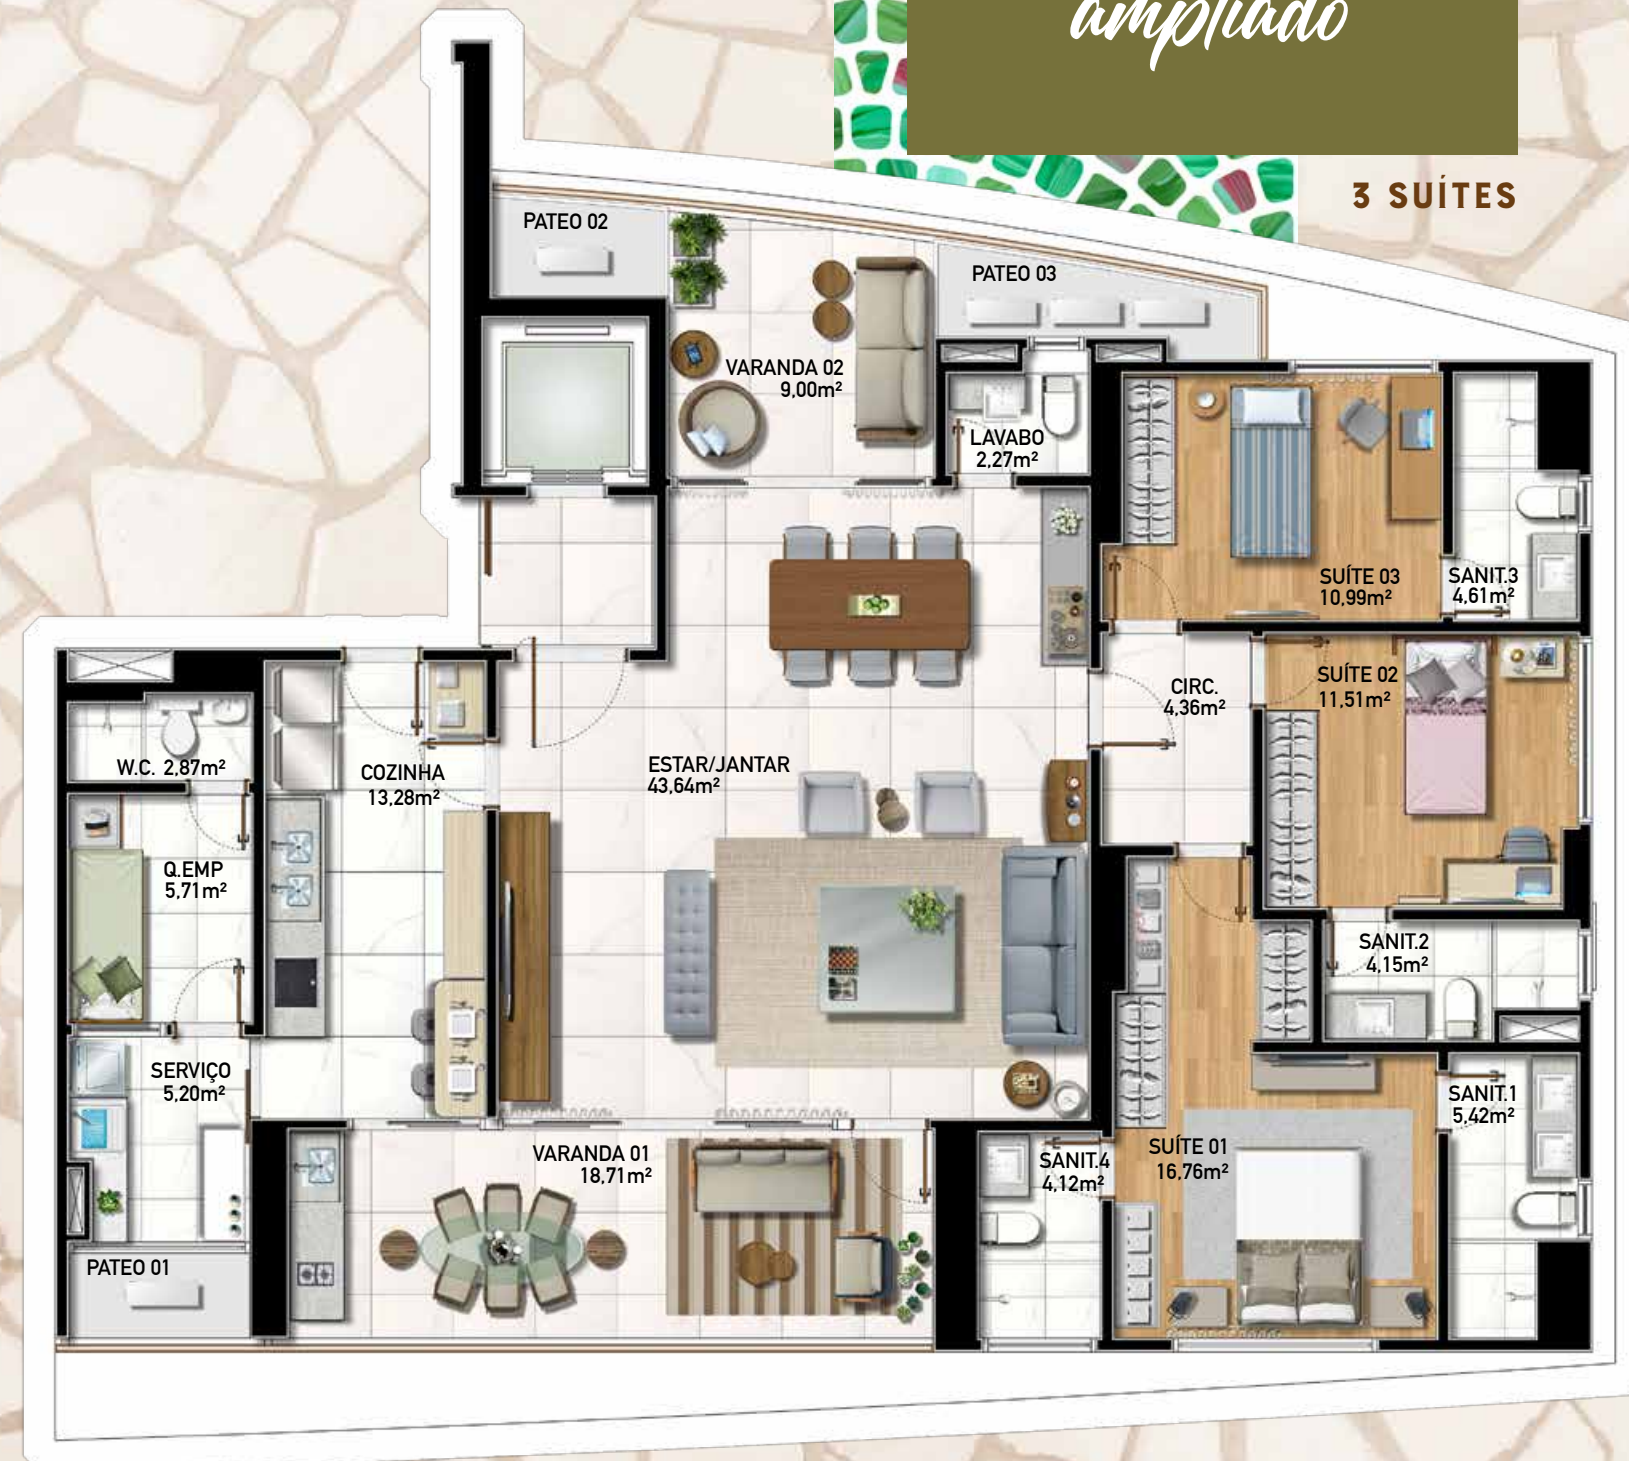 ampliado
3 SUÍTES
PATEO 02
PATEO 03
VARANDA 02
9,00m²
LAVABO
2,27m²
SUÍTE 03
10,99m²
SANIT.3
4,61m²
SUÍTE 02
11,51m²
CIRC.
4,36m²
W.C. 2,87m²
COZINHA
13,28m²
ESTAR/JANTAR
43,64m²
Q.EMP
5,71m²
SANIT.2
4,15m²
SERVIÇO
5,20m²
SANIT.1
5,42m²
VARANDA 01
18,71m²
SANIT.4
4,12m²
SUÍTE 01
16,76m²
PATEO 01